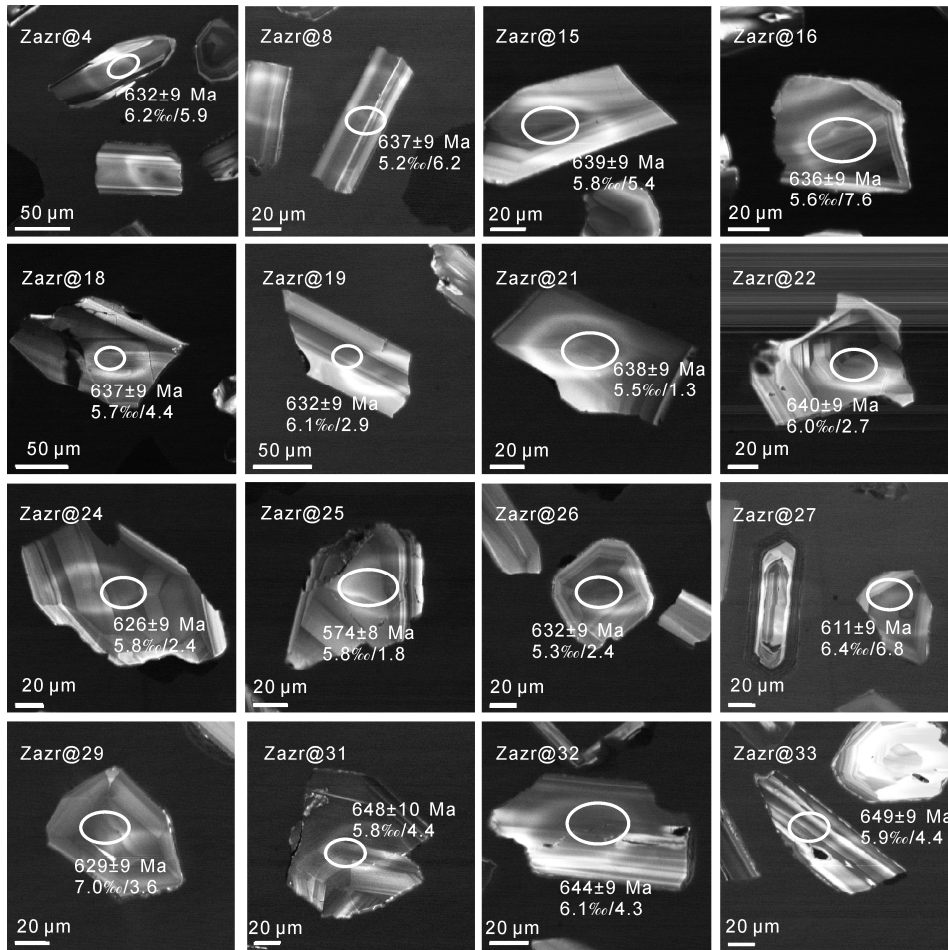 Zazr@4
632±9 Ma
6.2‰/5.9
50 µm
Zazr@8
637±9 Ma
5.2‰/6.2
20 µm
Zazr@15
639±9 Ma
5.8‰/5.4
20 µm
Zazr@16
636±9 Ma
5.6‰/7.6
20 µm
Zazr@18
637±9 Ma
5.7‰/4.4
50 µm
Zazr@19
632±9 Ma
6.1‰/2.9
50 µm
Zazr@21
638±9 Ma
5.5‰/1.3
20 µm
Zazr@22
640±9 Ma
6.0‰/2.7
20 µm
Zazr@24
626±9 Ma
5.8‰/2.4
20 µm
Zazr@25
574±8 Ma
5.8‰/1.8
20 µm
Zazr@26
632±9 Ma
5.3‰/2.4
20 µm
Zazr@27
611±9 Ma
6.4‰/6.8
20 µm
Zazr@29
629±9 Ma
7.0‰/3.6
20 µm
Zazr@31
648±10 Ma
5.8‰/4.4
20 µm
Zazr@32
644±9 Ma
6.1‰/4.3
20 µm
Zazr@33
649±9 Ma
5.9‰/4.4
20 µm